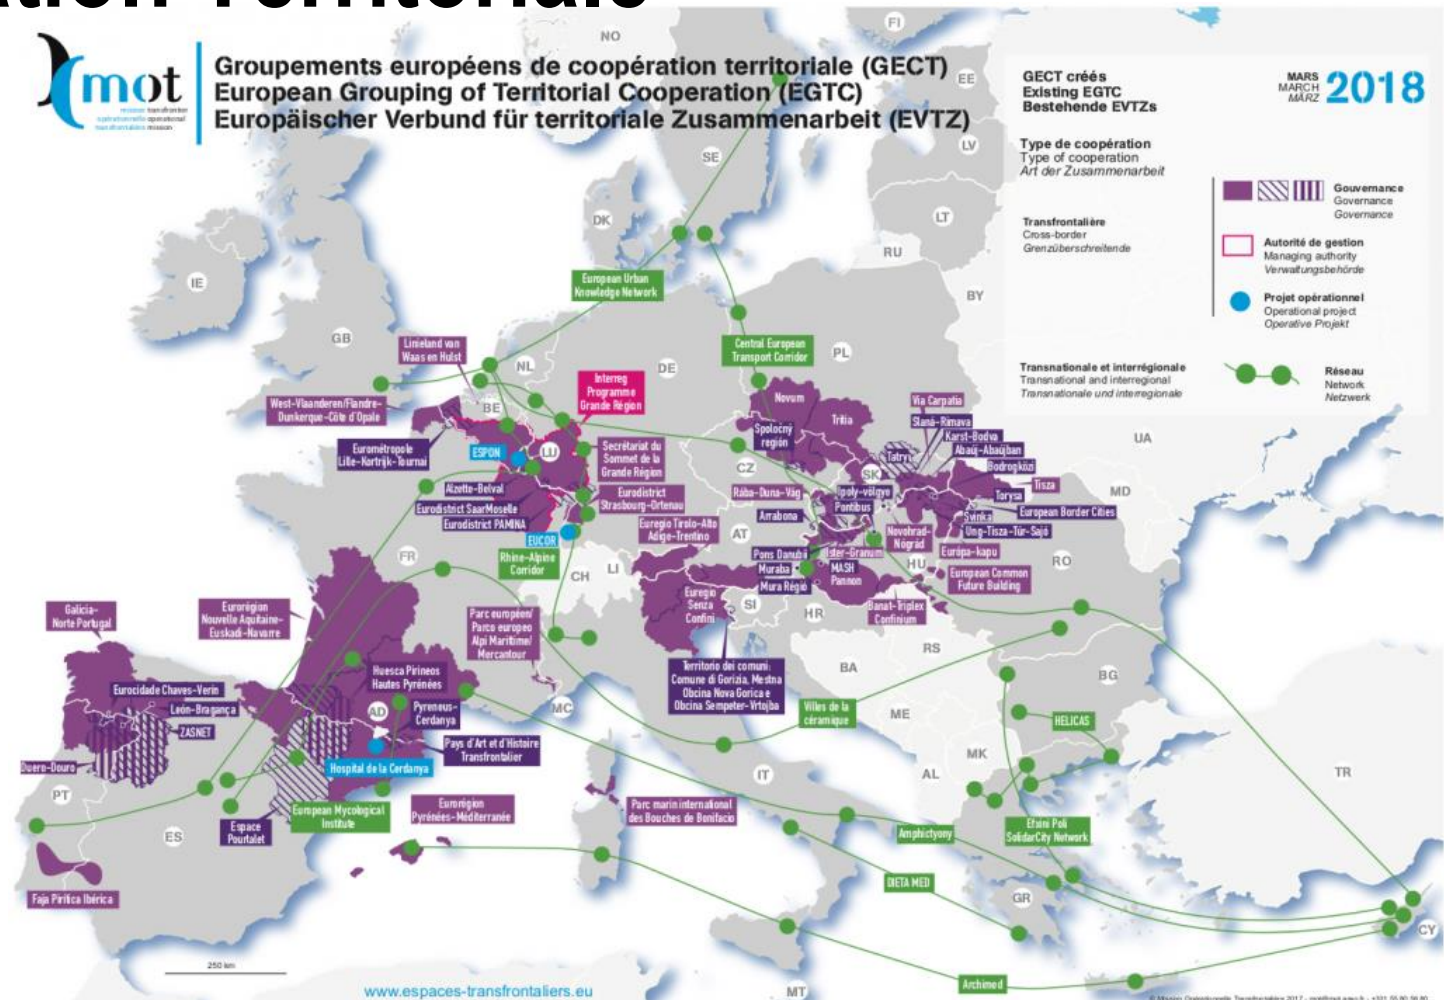 ation Territoriale
mot
Groupements européens de coopération territoriale (GECT)
European Grouping of Territorial Cooperation (EGTC)
Europäischer Verbund für territoriale Zusammenarbeit (EVTZ)
GECT créés
Existing EGTC
Bestehende EVTZs
MARS
MARCH
MÄRZ
2018
Type de coopération
Type of cooperation
Art der Zusammenarbeit
Gouvernance
Governance
Governance
Transfrontalière
Cross-border
Grenzüberschreitende
Autorité de gestion
Managing authority
Verwaltungsbehörde
Projet opérationnel
Operational project
Operative Projekt
Transnationale et interrégionale
Transnational and interregional
Transnationale und interregionale
Réseau
Network
Netzwerk
NO
FI
EE
SE
LV
DK
LT
RU
IE
BY
GB
NL
DE
PL
BE
LU
UA
CZ
SK
MD
AT
FR
CH
LI
HU
RO
SI
HR
BA
RS
BG
MC
AD
ME
MK
AL
IT
TR
PT
ES
GR
CY
MT
European Urban
Knowledge Network
Linieland van
Waas en Hulst
Central European
Transport Corridor
Interreg
Programme
Grande Région
West-Vlaanderen/Flandre-
Dunkerque-Côte d'Opale
Novum
Tritia
Via Carpatia
Slaná-Rimava
Karst-Bodva
Abaúj-Abaújban
Bodrogközi
Spoločný
región
Eurométropole
Lille-Kortrijk-Tournai
ESPON
Secrétariat du
Sommet de la
Grande Région
Tatry
Tisza
Torysa
European Border Cities
Svinka
Ung-Tisza-Túr-Sajó
Alzette-Belval
Eurodistrict SaarMoselle
Eurodistrict PAMINA
Eurodistrict
Strasbourg-Ortenau
Rába-Duna-Vág
Ipoly-völgye
Pontibus
Arrabona
EUCOR
Euregio Tirolo-Alto
Adige-Trentino
Novohrad-
Nógrád
Rhine-Alpine
Corridor
Pons Danubii
Ister-Granum
Európa-kapu
Muraba
MASH
Pannon
Mura Régió
European Common
Future Building
Galicia-
Norte Portugal
Eurorégion
Nouvelle Aquitaine-
Euskadi-Navarre
Parc européen/
Parco europeo
Alpi Marittime/
Mercantour
Euregio
Senza
Confini
Banat-Triplex
Confinium
Huesca Pirineos
Hautes Pyrénées
Territorio dei comuni:
Comune di Gorizia, Mestna
Obcina Nova Gorica e
Obcina Sempeter-Vrtojba
Eurocidade Chaves-Verín
León-Bragança
ZASNET
Pyreneus-
Cerdanya
Villes de la
céramique
HELICAS
Pays d'Art et d'Histoire
Transfrontalier
Duero-Douro
Hospital de la Cerdanya
European Mycological
Institute
Eurorégion
Pyrénées-Méditerranée
Parc marin international
des Bouches de Bonifacio
Espace
Pourtalet
Amphictyony
Efxini Poli
SolidarCity Network
DIETA MED
Faja Pirítica Ibérica
Archimed
250 km
www.espaces-transfrontaliers.eu